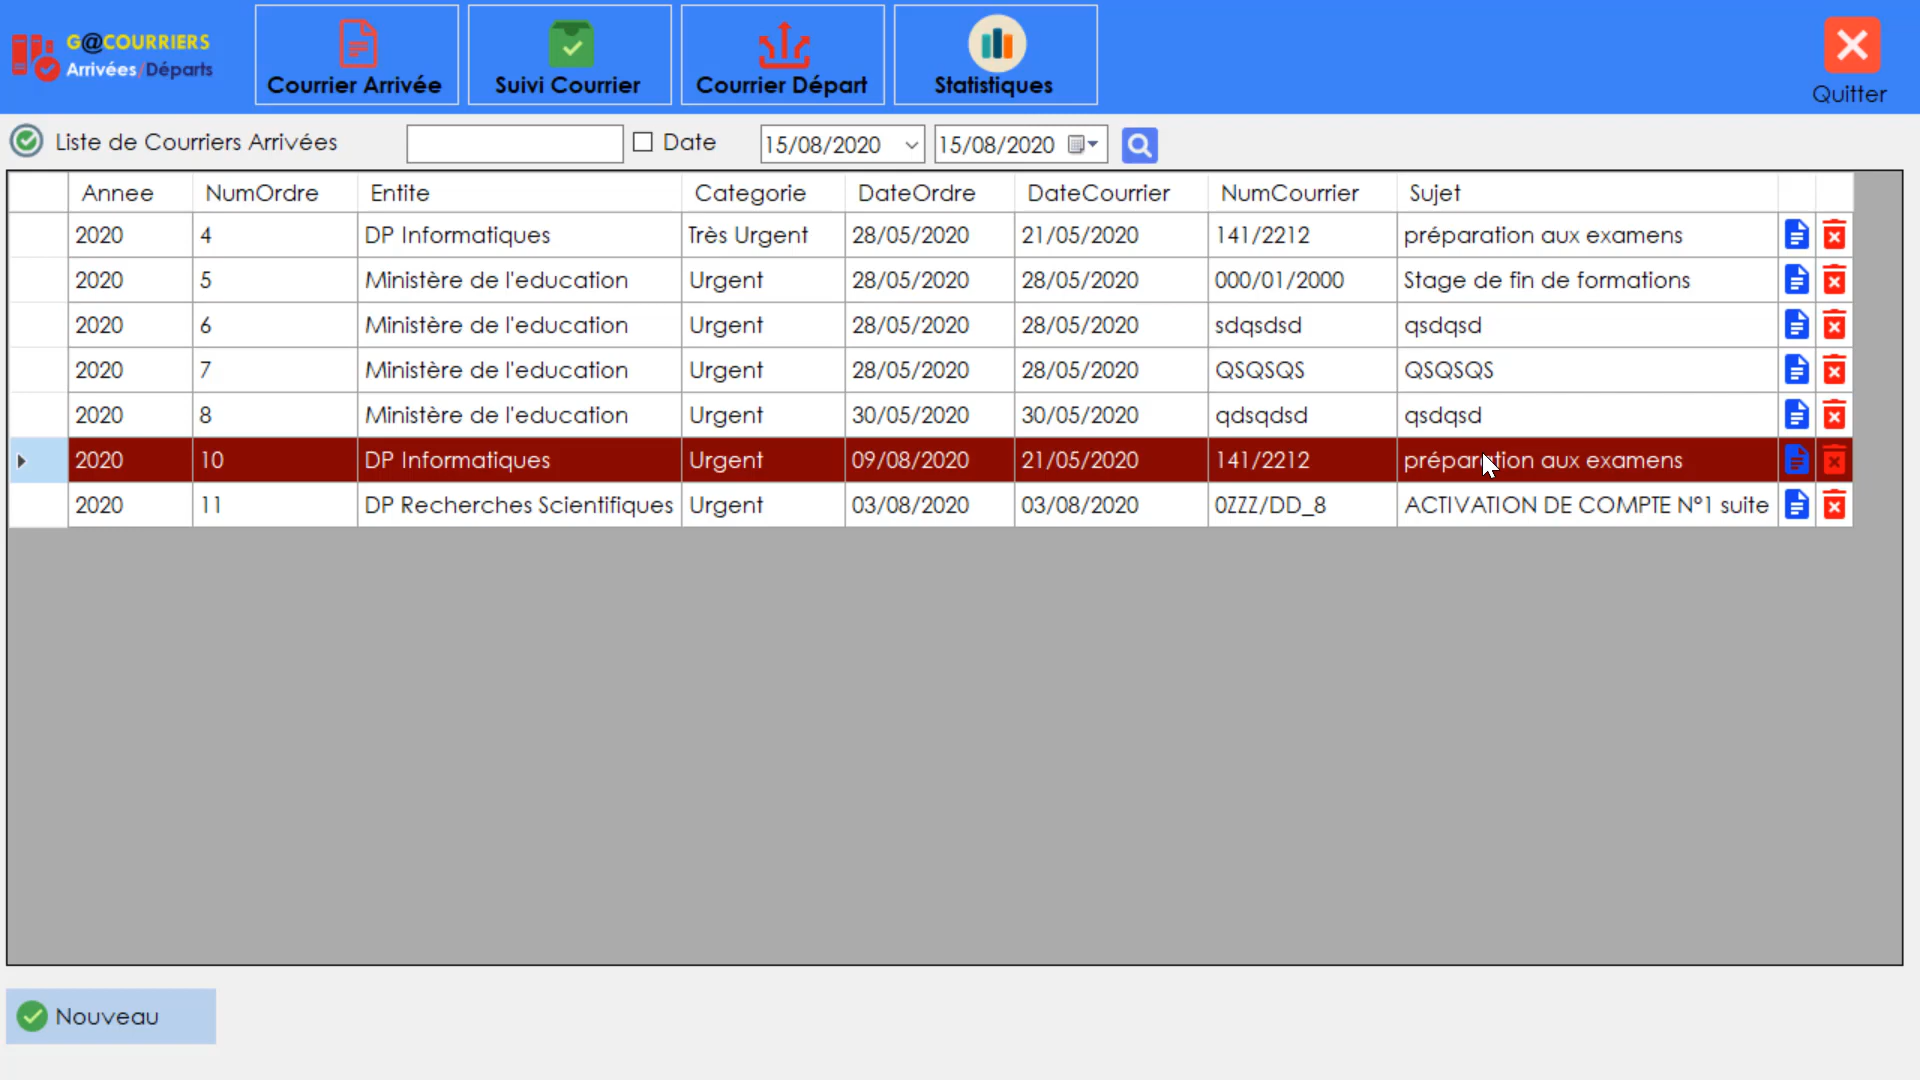 G@COURRIERS
Arrivées/Départs
Courrier Arrivée
Suivi Courrier
Courrier Départ
Statistiques
Quitter
Liste de Courriers Arrivées Date 15/08/2020 15/08/2020
Annee NumOrdre Entite Categorie DateOrdre DateCourrier NumCourrier Sujet
2020 4 DP Informatiques Très Urgent 28/05/2020 21/05/2020 141/2212 préparation aux examens
2020 5 Ministère de l'education Urgent 28/05/2020 28/05/2020 000/01/2000 Stage de fin de formations
2020 6 Ministère de l'education Urgent 28/05/2020 28/05/2020 sdqsdsd qsdqsd
2020 7 Ministère de l'education Urgent 28/05/2020 28/05/2020 QSQSQS QSQSQS
2020 8 Ministère de l'education Urgent 30/05/2020 30/05/2020 qdsqdsd qsdqsd
2020 10 DP Informatiques Urgent 09/08/2020 21/05/2020 141/2212 préparation aux examens
2020 11 DP Recherches Scientifiques Urgent 03/08/2020 03/08/2020 0ZZZ/DD_8 ACTIVATION DE COMPTE N°1 suite
Nouveau